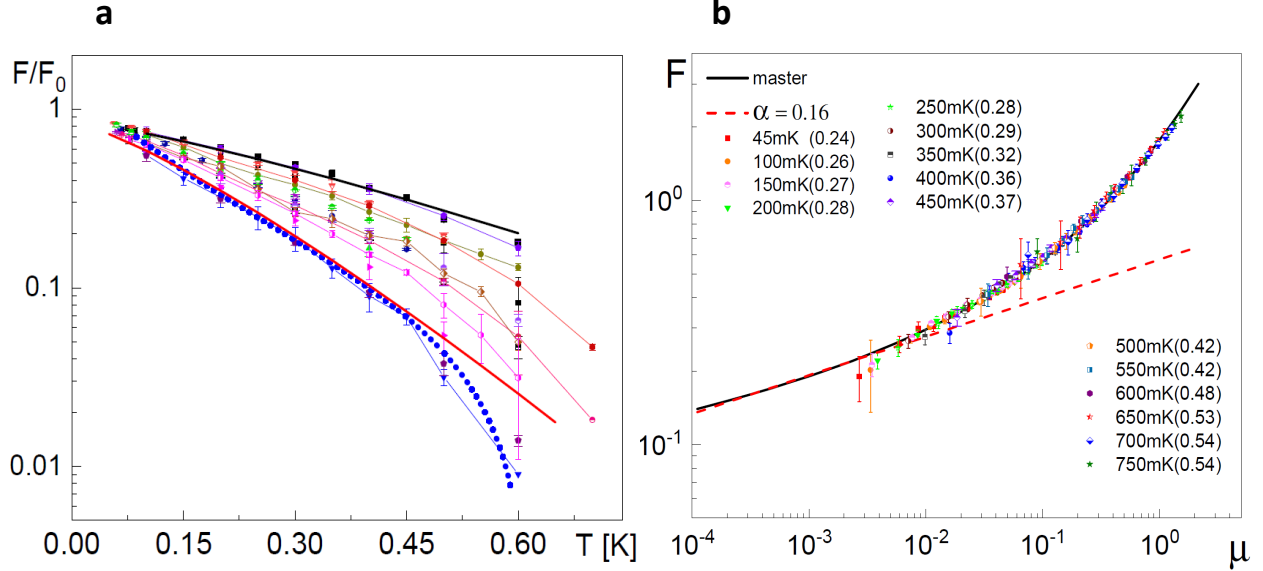 a
b
F/F0
1
0.1
0.01
0.00
0.15
0.30
0.45
0.60
T [K]
F
master
α = 0.16
45mK (0.24)
100mK(0.26)
150mK(0.27)
200mK(0.28)
250mK(0.28)
300mK(0.29)
350mK(0.32)
400mK(0.36)
450mK(0.37)
500mK(0.42)
550mK(0.42)
600mK(0.48)
650mK(0.53)
700mK(0.54)
750mK(0.54)
10^0
10^-1
10^-4
10^-3
10^-2
10^-1
10^0
μ